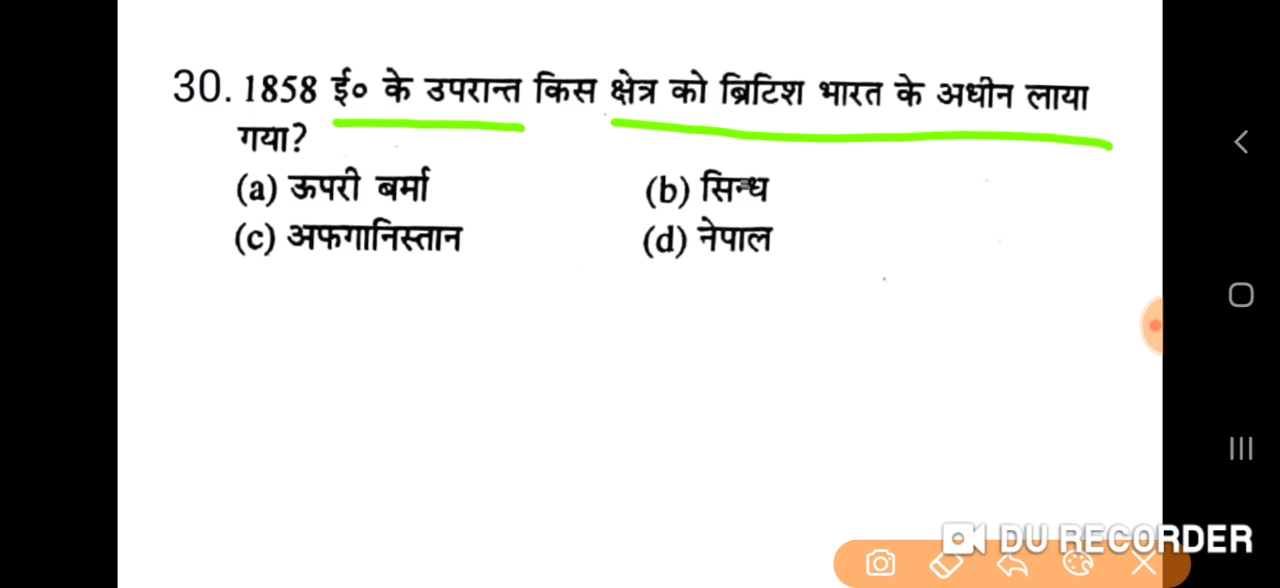 30. 1858 ई० के उपरान्त किस क्षेत्र को ब्रिटिश भारत के अधीन लाया
गया?
(a) ऊपरी बर्मा (b) सिन्ध
(c) अफगानिस्तान (d) नेपाल
DU RECORDER